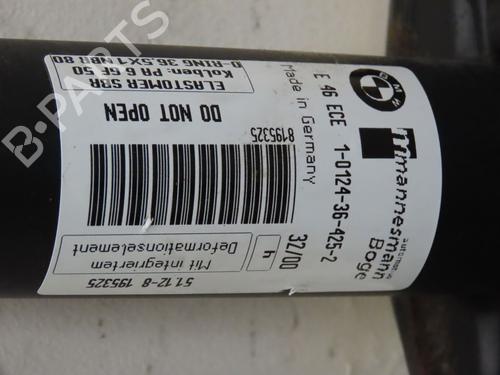 BMW
mannesmann
automotive
Boge
E 46 ECE 1-0124-36-425-2
Made in Germany 32/00
8195325
DO NOT OPEN
ELASTOMER SBR
Kolben: PA 6 GF 50
O-RING 36.5X1 NBR 80
Mit integriertem
Deformationselement
h
51.12-8 195325
B-Parts